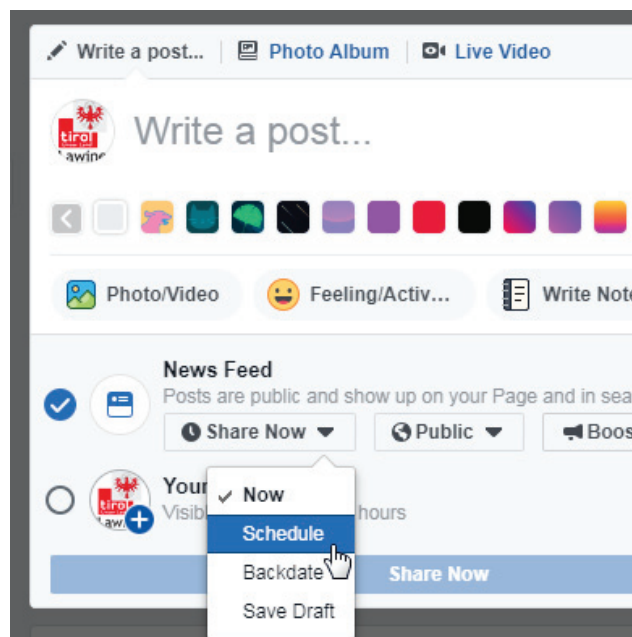 Write a post... Photo Album Live Video
tirol
Write a post...
Photo/Video Feeling/Activ... Write Note
News Feed
Posts are public and show up on your Page and in sea
Share Now Public Boos
Your
Now
hours
Schedule
Backdate
Share Now
Save Draft